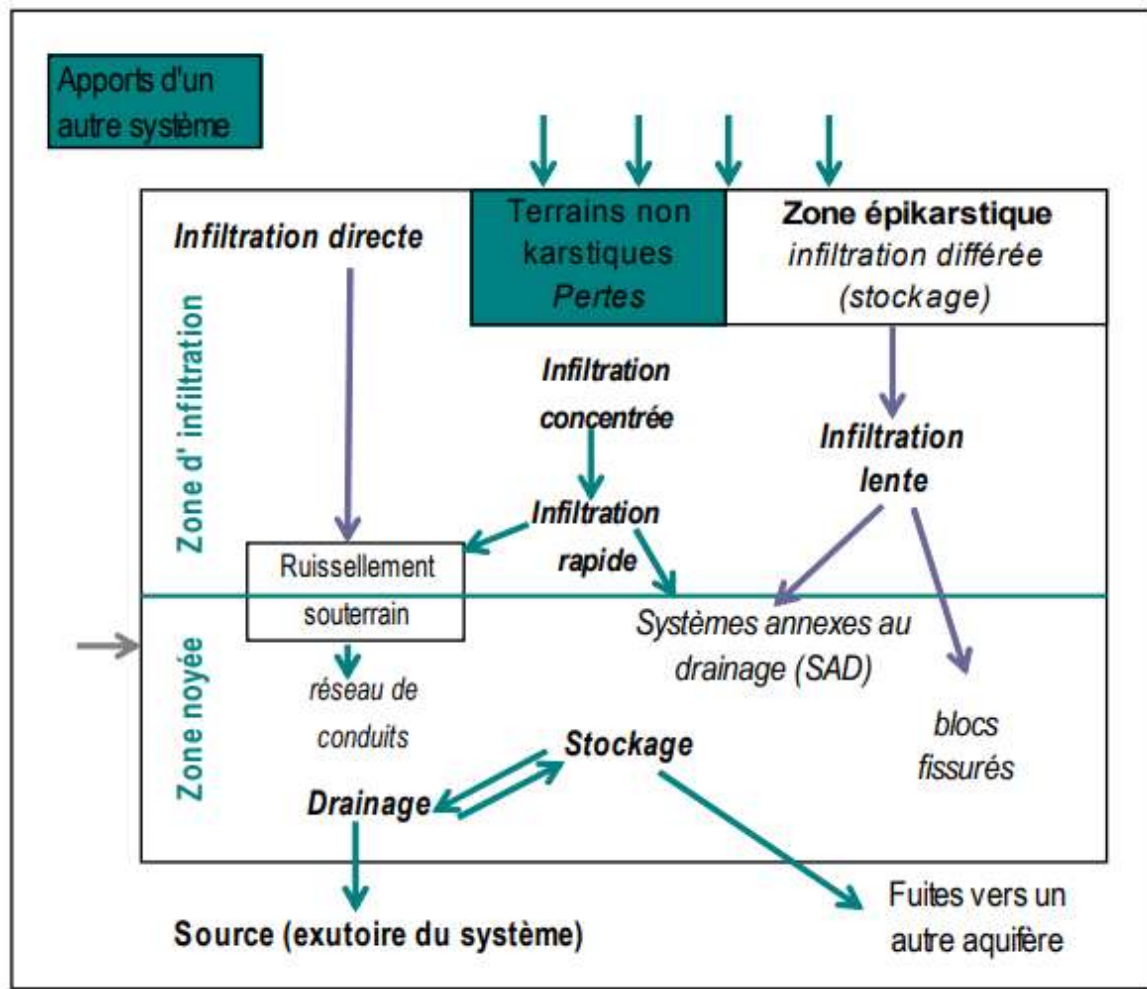 Apports d'un
autre système
Infiltration directe
Terrains non
karstiques
Pertes
Zone épikarstique
infiltration différée
(stockage)
Zone d' infiltration
Infiltration
concentrée
Infiltration
lente
Infiltration
rapide
Ruissellement
souterrain
Systèmes annexes au
drainage (SAD)
Zone noyée
réseau de
conduits
blocs
fissurés
Stockage
Drainage
Source (exutoire du système)
Fuites vers un
autre aquifère